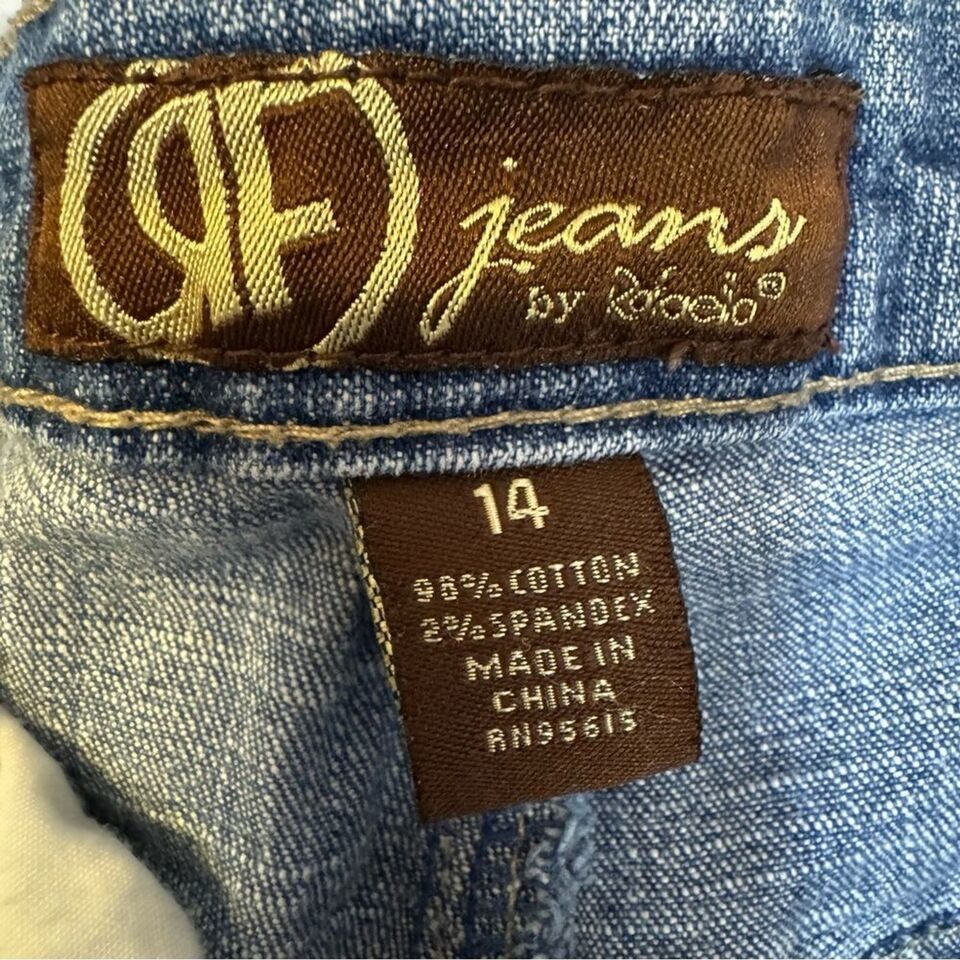 RF
jeans
by Rafaella®
14
98% COTTON
2% SPANDEX
MADE IN
CHINA
RN95615